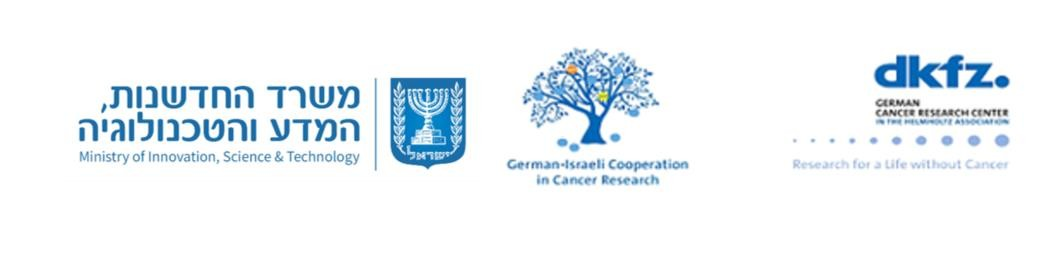 משרד החדשנות,
המדע והטכנולוגיה
Ministry of Innovation, Science & Technology
ישראל
German-Israeli Cooperation
in Cancer Research
dkfz.
GERMAN
CANCER RESEARCH CENTER
IN THE HELMHOLTZ ASSOCIATION
Research for a Life without Cancer